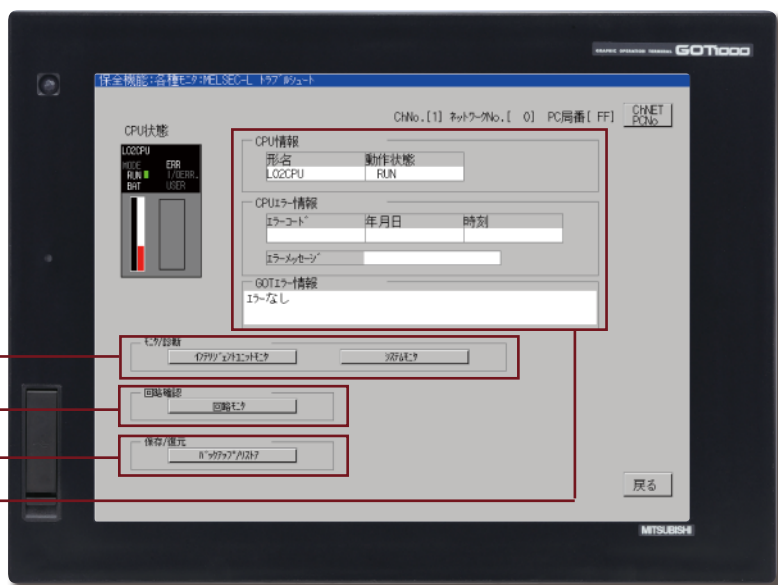 GRAPHIC OPERATION TERMINAL GOT1000
保全機能:各種ﾓﾆﾀ:MELSEC-L ﾄﾗﾌﾞﾙｼｭｰﾄ
ChNo.[1] ﾈｯﾄﾜｰｸNo.[ 0] PC局番[ FF]
ChNET
PCNo.
CPU状態
L02CPU
MODE ERR
RUN I/OERR.
BAT USER
CPU情報
形名 動作状態
L02CPU RUN
CPUｴﾗｰ情報
ｴﾗｰｺｰﾄﾞ 年月日 時刻
ｴﾗｰﾒｯｾｰｼﾞ
GOTｴﾗｰ情報
ｴﾗｰなし
ﾓﾆﾀ/診断
ｲﾝﾃﾘｼﾞｪﾝﾄﾕﾆｯﾄﾓﾆﾀ ｼｽﾃﾑﾓﾆﾀ
回路確認
回路ﾓﾆﾀ
保存/復元
ﾊﾞｯｸｱｯﾌﾟ/ﾘｽﾄｱ
戻る
MITSUBISHI